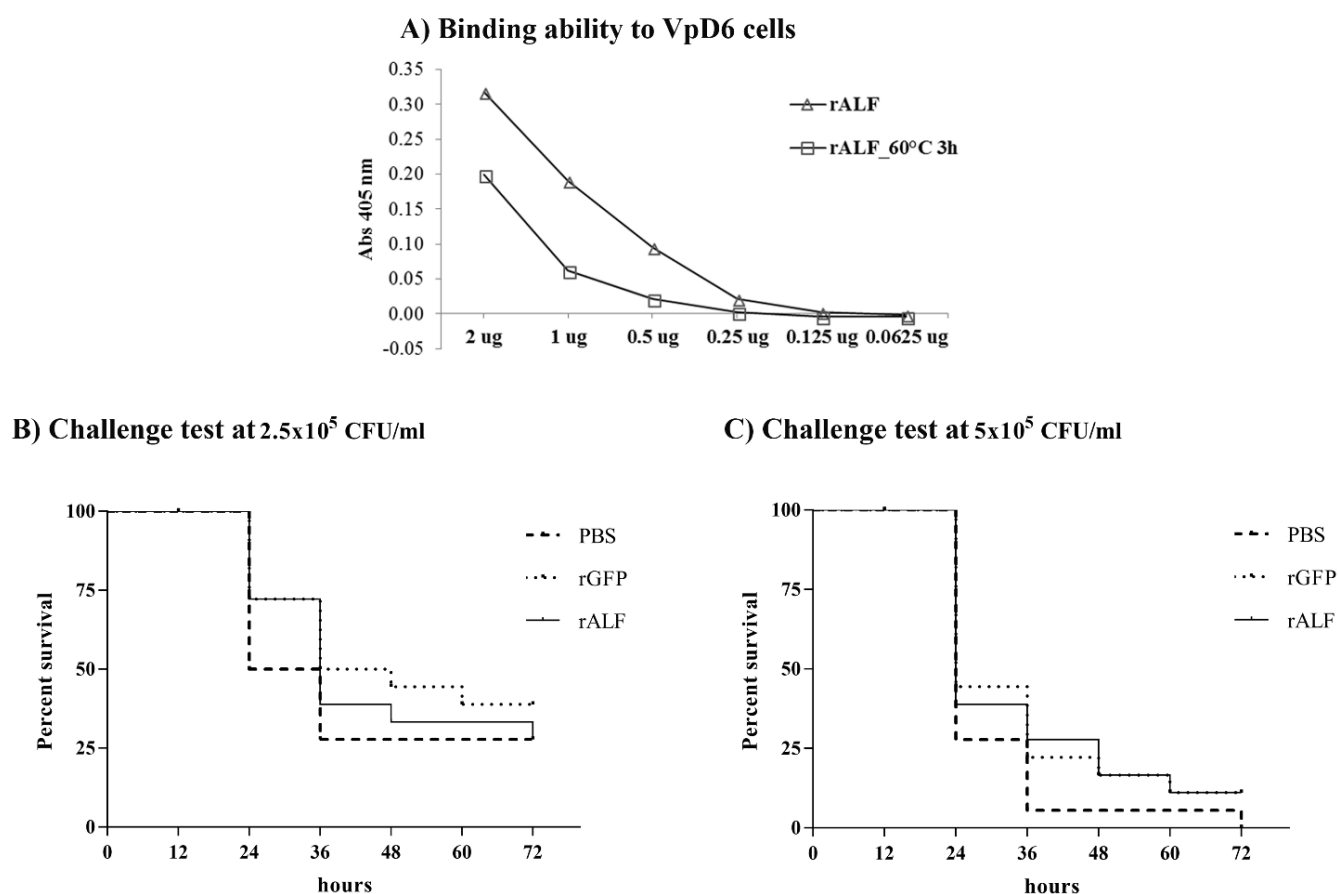 A) Binding ability to VpD6 cells
0.35
0.30
0.25
0.20
0.15
0.10
0.05
0.00
-0.05
Abs 405 nm
2 ug 1 ug 0.5 ug 0.25 ug 0.125 ug 0.0625 ug
rALF
rALF_60°C 3h
B) Challenge test at 2.5x10⁵ CFU/ml
100
75
50
25
0
Percent survival
0 12 24 36 48 60 72
hours
PBS
rGFP
rALF
C) Challenge test at 5x10⁵ CFU/ml
100
75
50
25
0
Percent survival
0 12 24 36 48 60 72
hours
PBS
rGFP
rALF